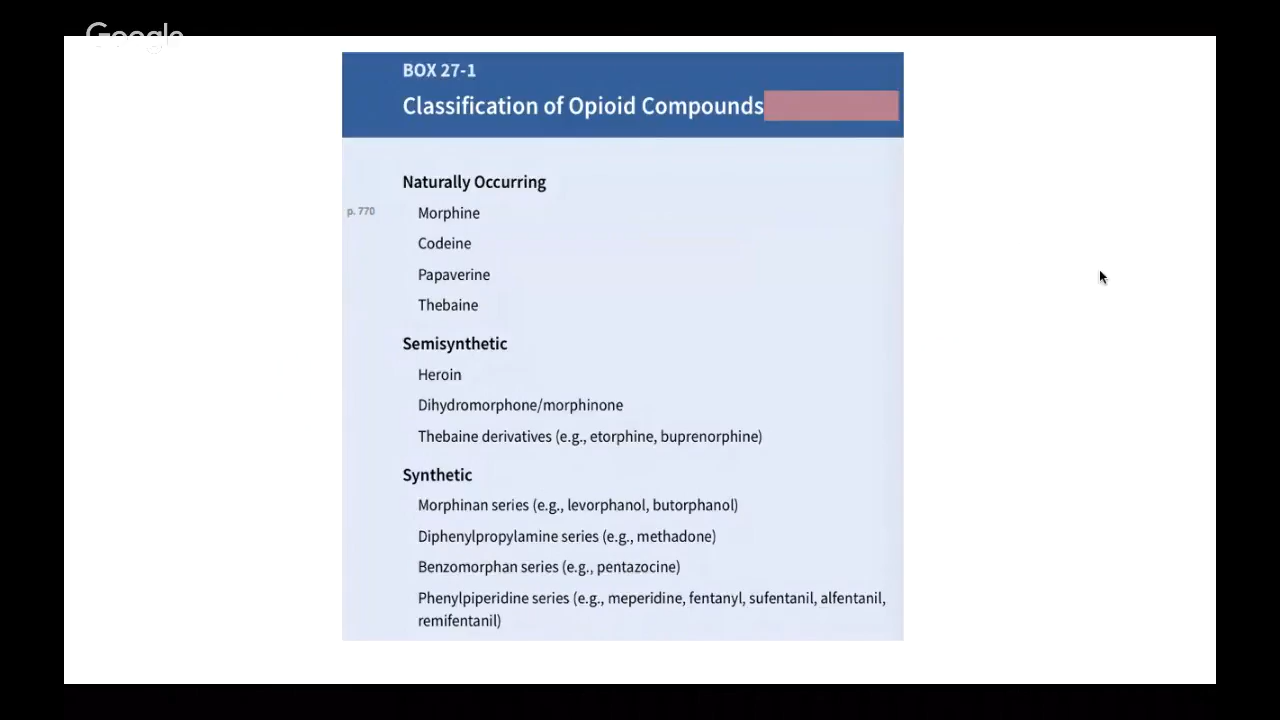 Google
BOX 27-1
Classification of Opioid Compounds
Naturally Occurring
p. 770
Morphine
Codeine
Papaverine
Thebaine
Semisynthetic
Heroin
Dihydromorphone/morphinone
Thebaine derivatives (e.g., etorphine, buprenorphine)
Synthetic
Morphinan series (e.g., levorphanol, butorphanol)
Diphenylpropylamine series (e.g., methadone)
Benzomorphan series (e.g., pentazocine)
Phenylpiperidine series (e.g., meperidine, fentanyl, sufentanil, alfentanil,
remifentanil)